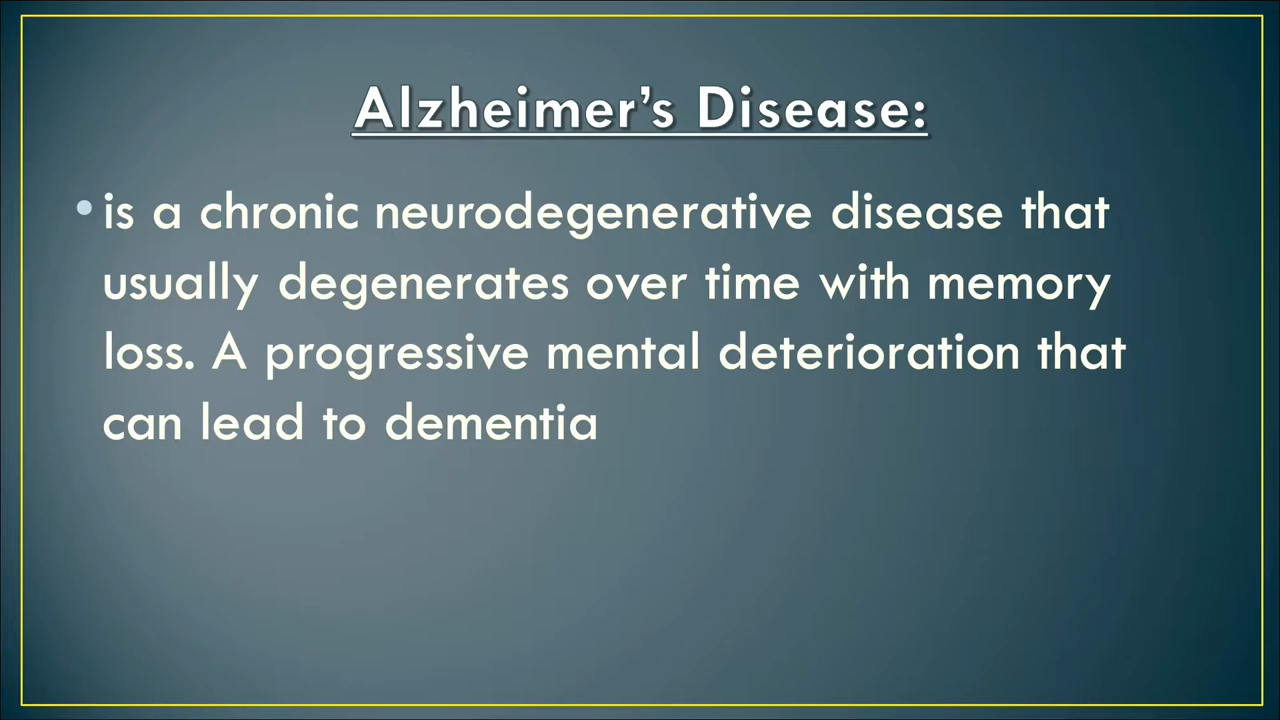 Alzheimer’s Disease:
• is a chronic neurodegenerative disease that
usually degenerates over time with memory
loss. A progressive mental deterioration that
can lead to dementia